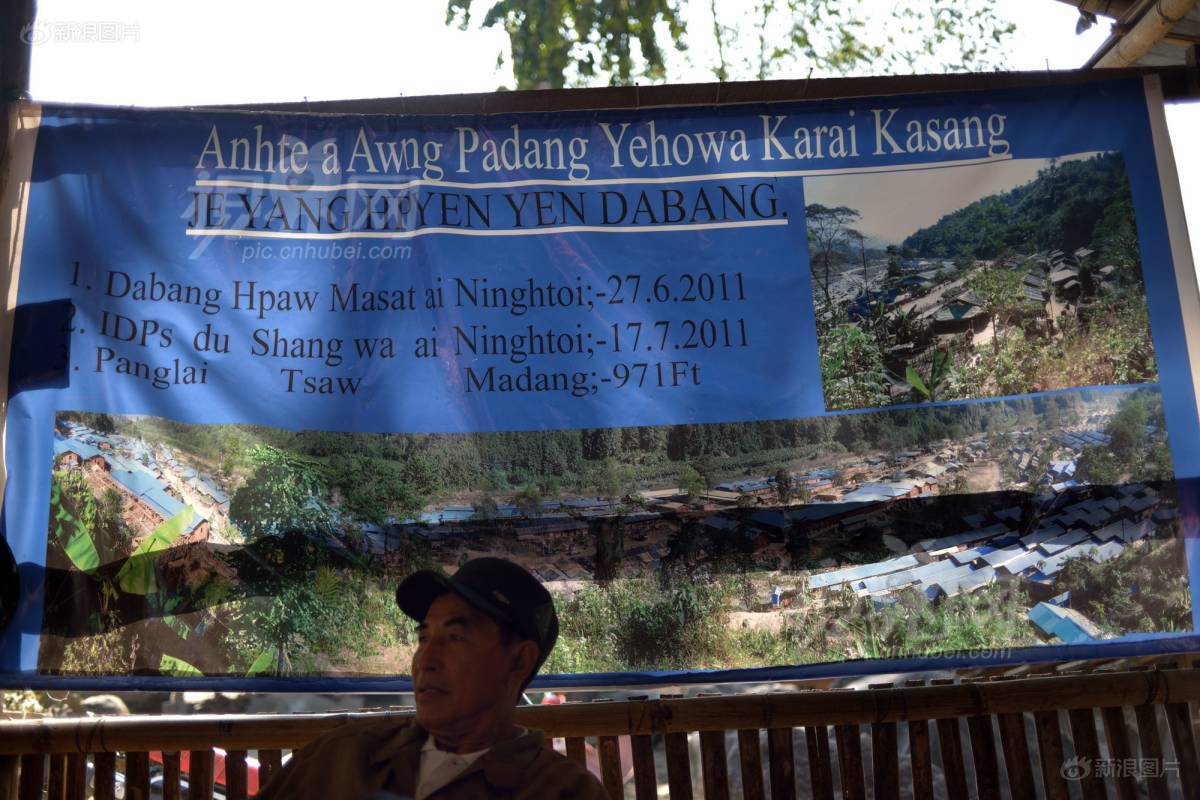 新浪图片
Anhte a Awng Padang Yehowa Karai Kasang
JE YANG HPYEN YEN DABANG.
pic.cnhubei.com
1. Dabang Hpaw Masat ai Ninghtoi;-27.6.2011
2. IDPs du Shang wa ai Ninghtoi;-17.7.2011
3. Panglai Tsaw Madang;-971Ft
新浪图片